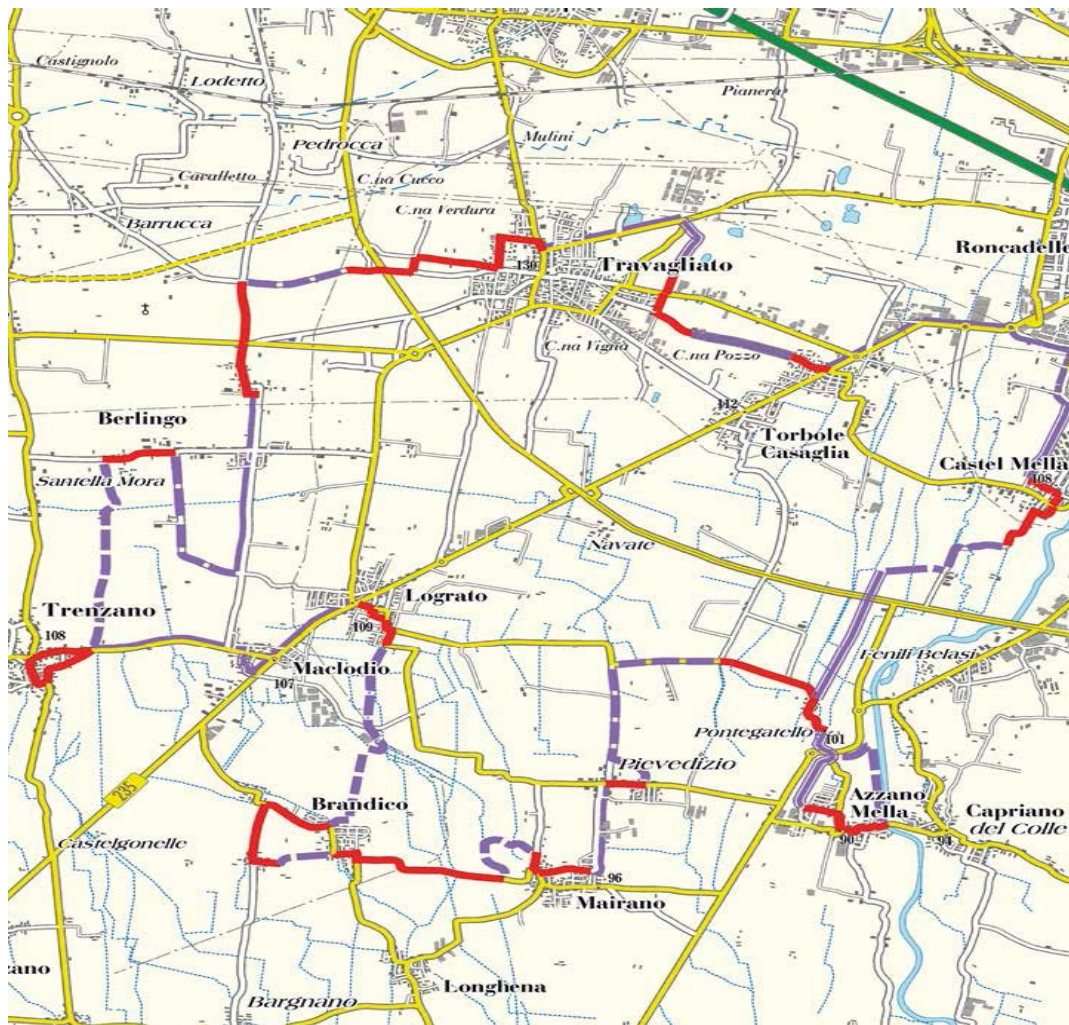 Castignolo
Lodetto
Pianera
Mulini
Pedrocca
Cavalletto
C.na Cucco
Barrucca
C.na Verdura
Roncadelle
130
Travagliato
C.na Vigna
C.na Pozzo
112
Berlingo
Torbole
Casaglia
Castel Mella
108
Santella Mora
Navate
Trenzano
108
Lograto
109
Maclodio
107
Fenili Belasi
Pontegatello
101
Pievedizio
235
Brandico
Azzano
Mella
Capriano
del Colle
90
94
Castelgonelle
96
Mairano
zano
Longhena
Bargnano